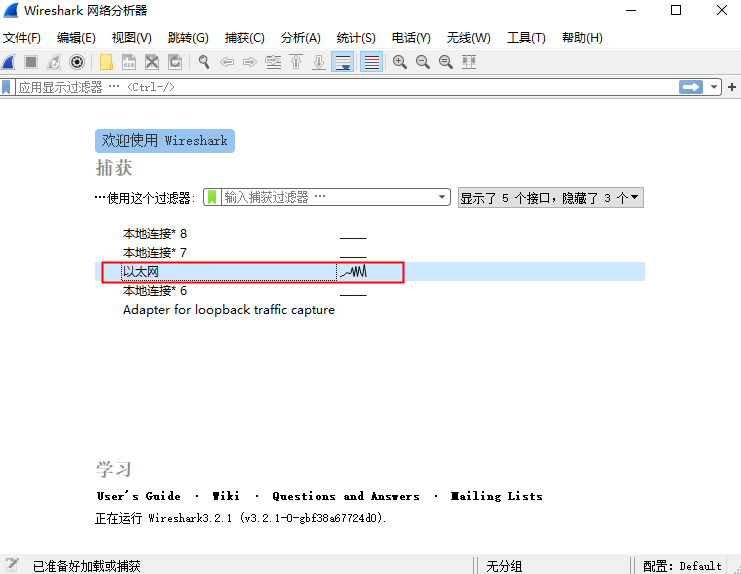 Wireshark 网络分析器
文件(F) 编辑(E) 视图(V) 跳转(G) 捕获(C) 分析(A) 统计(S) 电话(Y) 无线(W) 工具(T) 帮助(H)
应用显示过滤器 … <Ctrl-/>
欢迎使用 Wireshark
捕获
…使用这个过滤器: 输入捕获过滤器 … 显示了 5 个接口,隐藏了 3 个
本地连接* 8
本地连接* 7
以太网
本地连接* 6
Adapter for loopback traffic capture
学习
User's Guide · Wiki · Questions and Answers · Mailing Lists
正在运行 Wireshark3.2.1 (v3.2.1-0-gbf38a67724d0).
已准备好加载或捕获 无分组 配置: Default